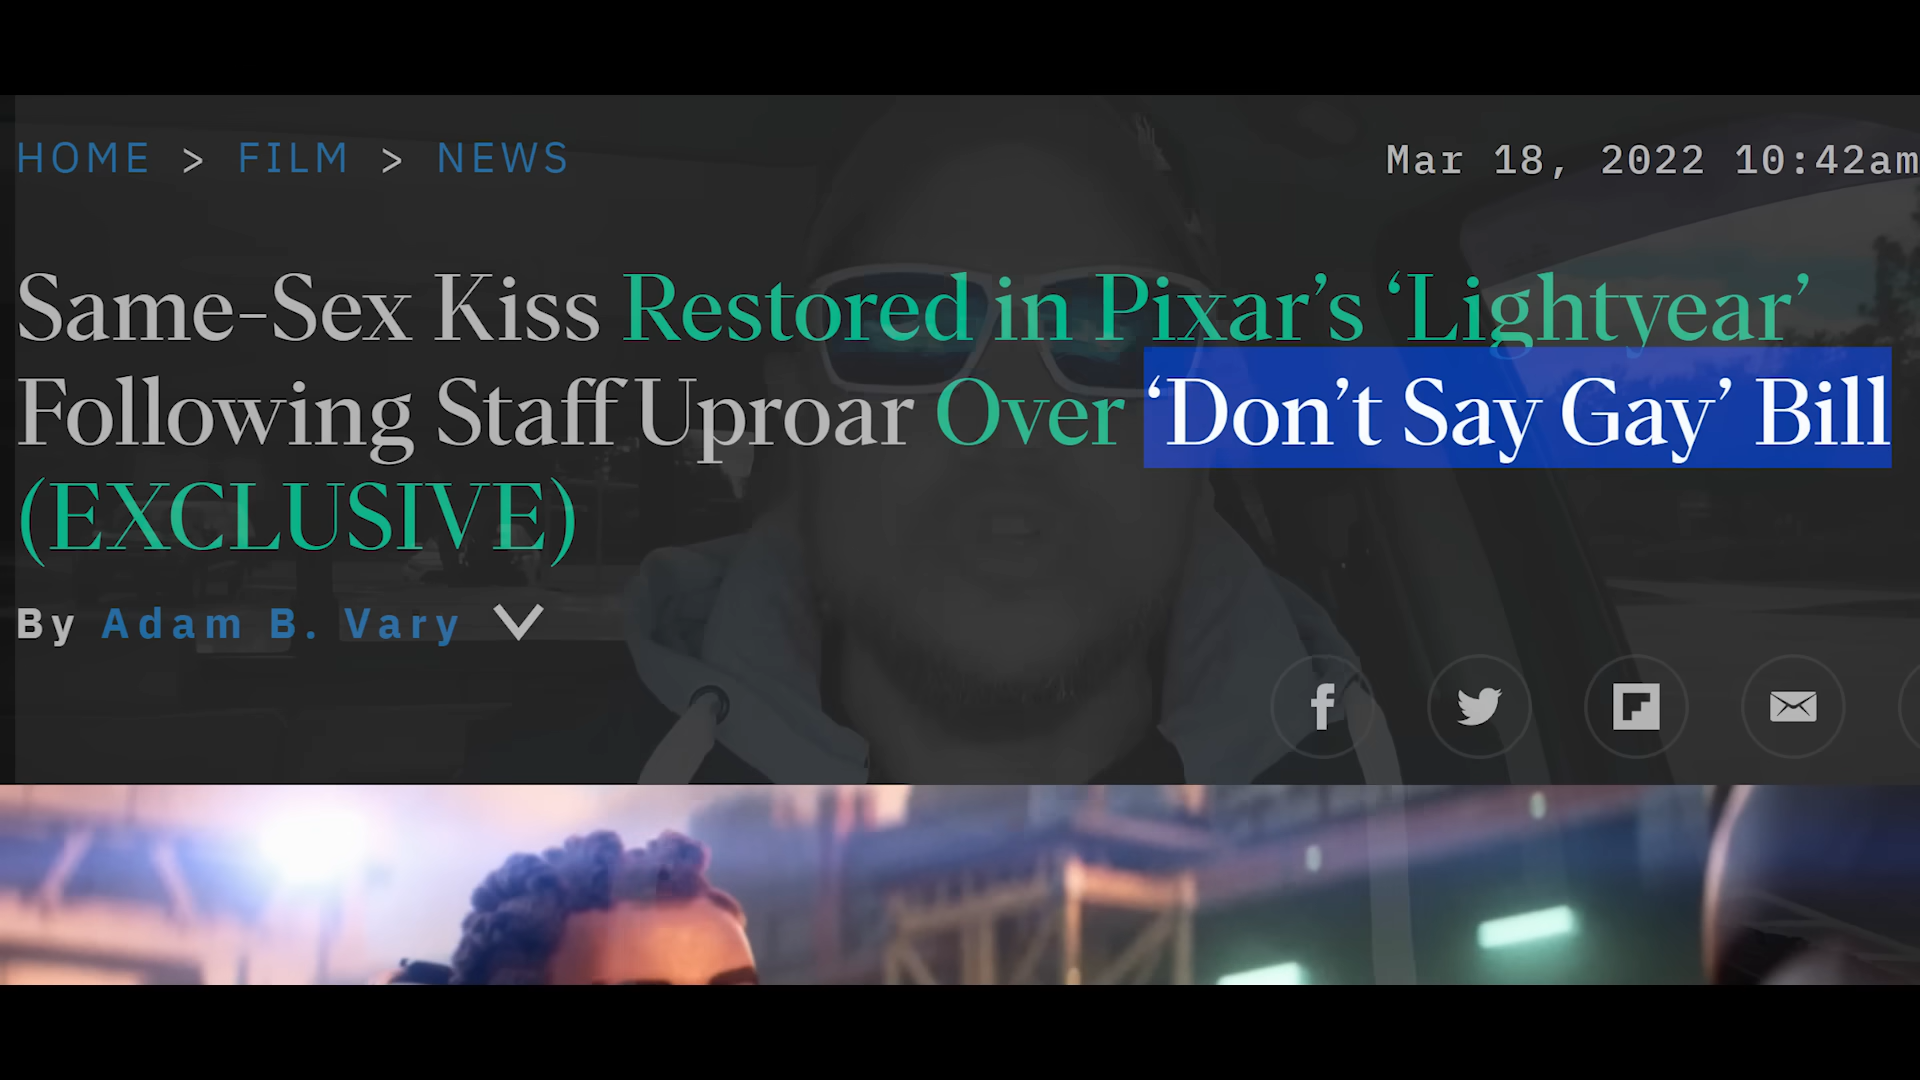 HOME > FILM > NEWS
Mar 18, 2022 10:42am
Same-Sex Kiss Restored in Pixar’s ‘Lightyear’
Following Staff Uproar Over ‘Don’t Say Gay’ Bill
(EXCLUSIVE)
By Adam B. Vary